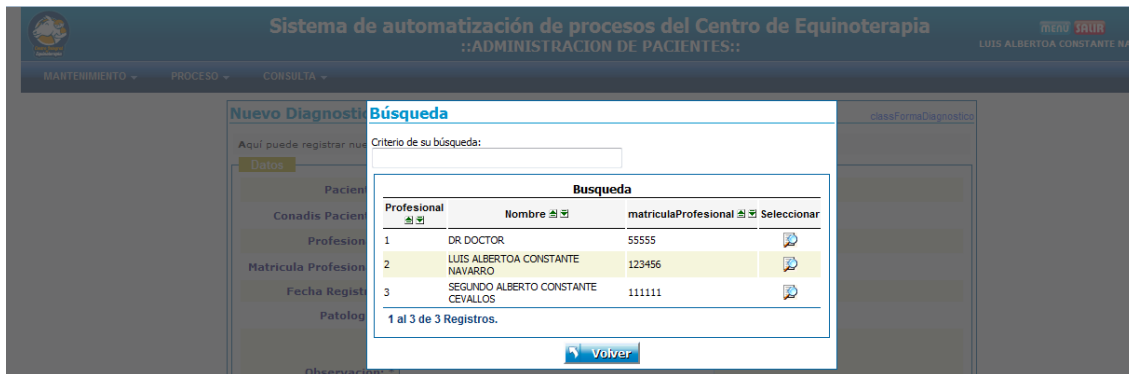 Sistema de automatización de procesos del Centro de Equinoterapia
::ADMINISTRACION DE PACIENTES::
MENU SALIR
LUIS ALBERTOA CONSTANTE NA
MANTENIMIENTO PROCESO CONSULTA
Nuevo Diagnosti
classFormaDiagnostico
Aquí puede registrar nue
Datos
Pacien
Conadis Pacien
Profesion
Matricula Profesion
Fecha Regist
Patolog
Observacion: *
Búsqueda
Criterio de su búsqueda:
Busqueda
Profesional Nombre matriculaProfesional Seleccionar
1 DR DOCTOR 55555
2 LUIS ALBERTOA CONSTANTE NAVARRO 123456
3 SEGUNDO ALBERTO CONSTANTE CEVALLOS 111111
1 al 3 de 3 Registros.
Volver